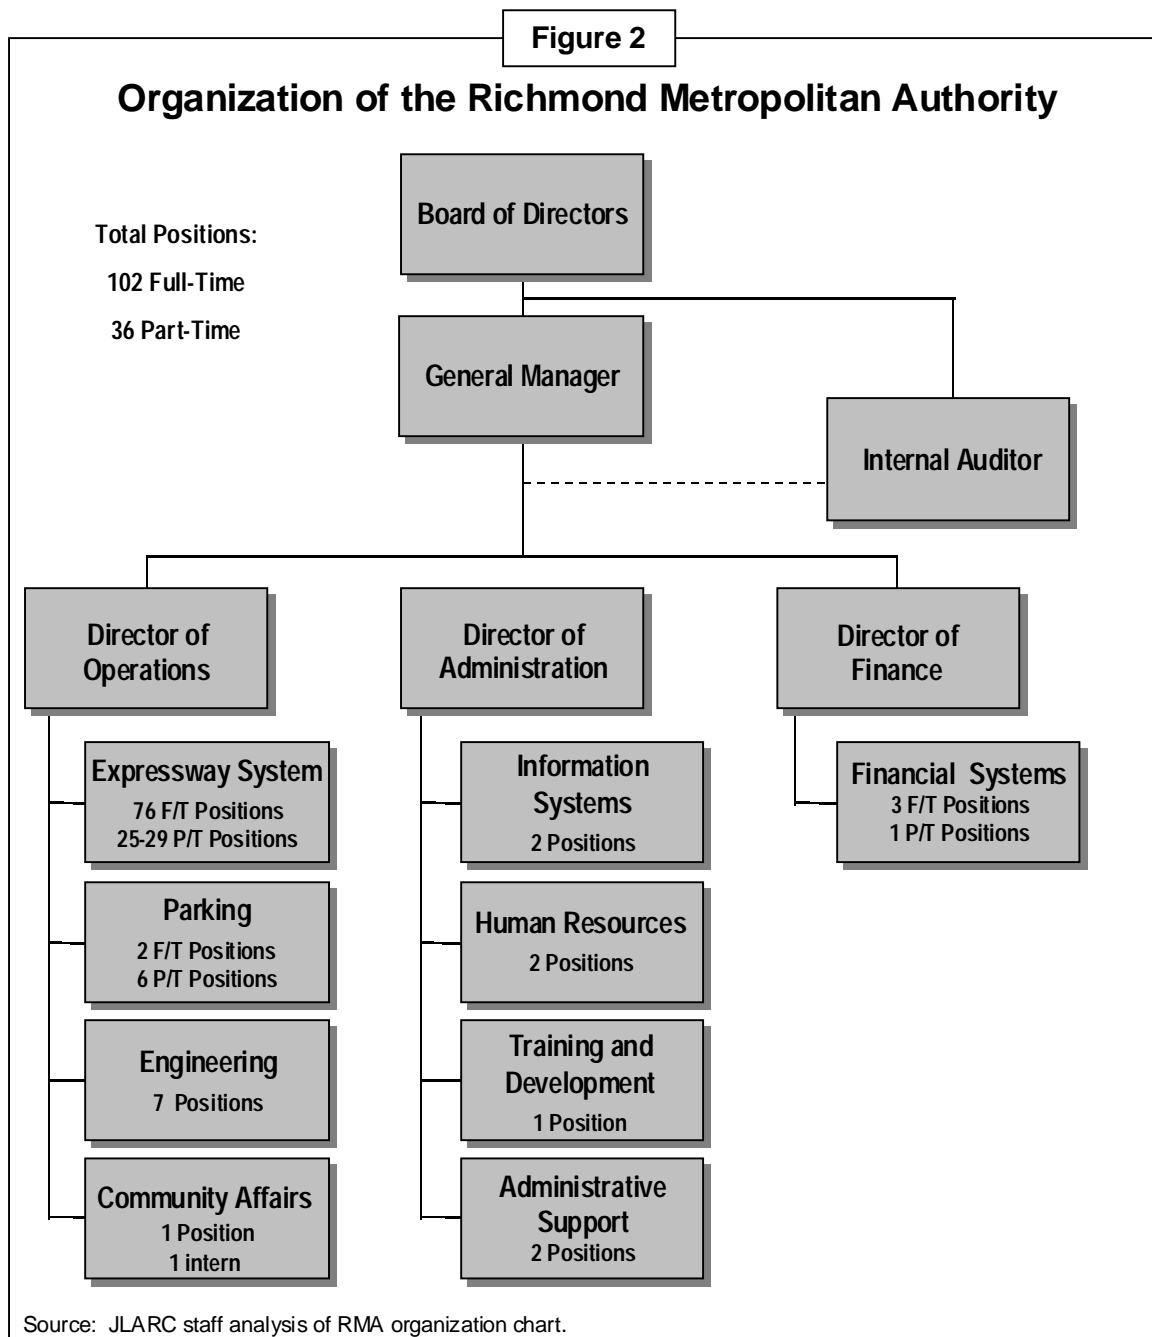 Figure 2
Organization of the Richmond Metropolitan Authority
Total Positions:
102 Full-Time
36 Part-Time
Board of Directors
General Manager
Internal Auditor
Director of
Operations
Expressway System
76 F/T Positions
25-29 P/T Positions
Parking
2 F/T Positions
6 P/T Positions
Engineering
7 Positions
Community Affairs
1 Position
1 intern
Director of
Administration
Information
Systems
2 Positions
Human Resources
2 Positions
Training and
Development
1 Position
Administrative
Support
2 Positions
Director of
Finance
Financial Systems
3 F/T Positions
1 P/T Positions
Source: JLARC staff analysis of RMA organization chart.